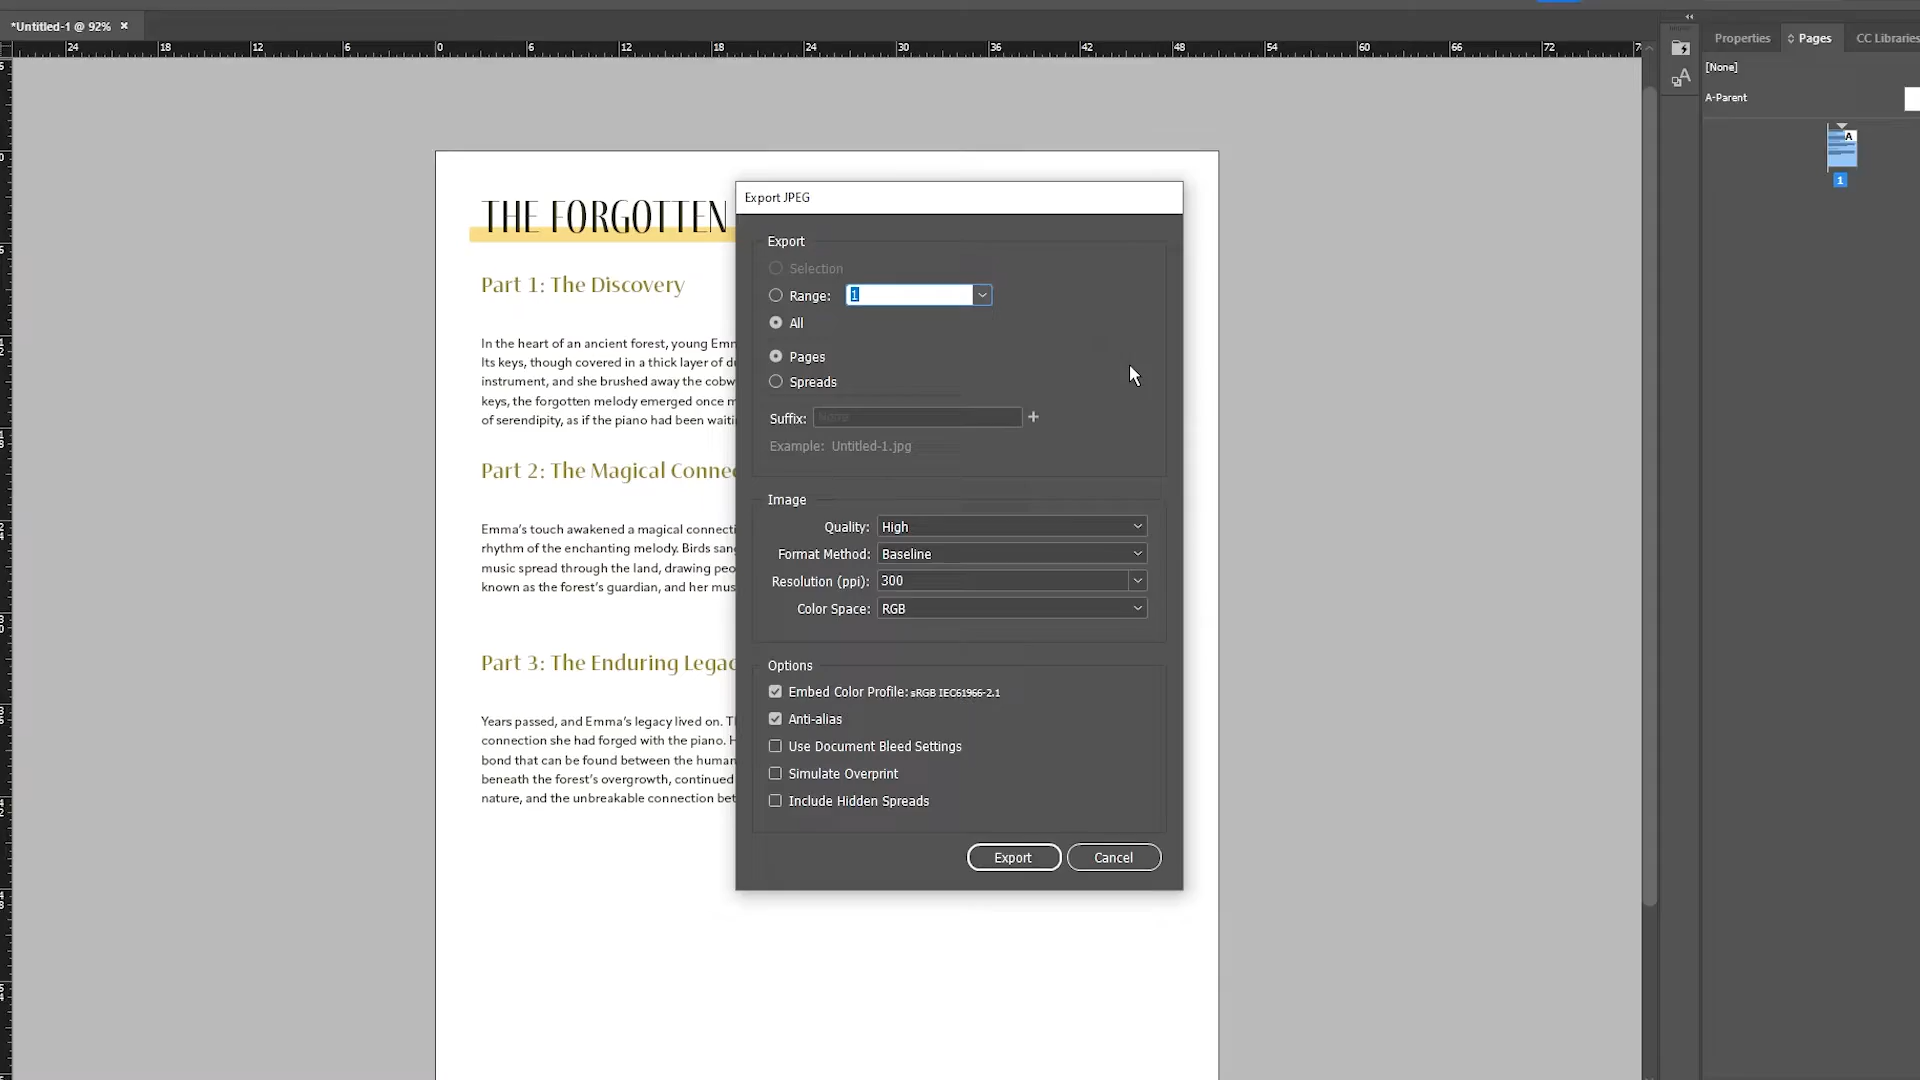 *Untitled-1 @ 92% ×
24 18 12 6 0 6 12 18 24 30 36 42 48 54 60 66 72
Properties Pages CC Libraries
[None]
A-Parent
A
1
THE FORGOTTEN
Part 1: The Discovery
In the heart of an ancient forest, young Emm
Its keys, though covered in a thick layer of du
instrument, and she brushed away the cobw
keys, the forgotten melody emerged once m
of serendipity, as if the piano had been waiti
Part 2: The Magical Connec
Emma's touch awakened a magical connecti
rhythm of the enchanting melody. Birds sang
music spread through the land, drawing peo
known as the forest's guardian, and her mus
Part 3: The Enduring Legac
Years passed, and Emma's legacy lived on. Th
connection she had forged with the piano. H
bond that can be found between the human
beneath the forest's overgrowth, continued
nature, and the unbreakable connection bet
Export JPEG
Export
Selection
Range: 1
All
Pages
Spreads
Suffix: None +
Example: Untitled-1.jpg
Image
Quality: High
Format Method: Baseline
Resolution (ppi): 300
Color Space: RGB
Options
Embed Color Profile: sRGB IEC61966-2.1
Anti-alias
Use Document Bleed Settings
Simulate Overprint
Include Hidden Spreads
Export Cancel